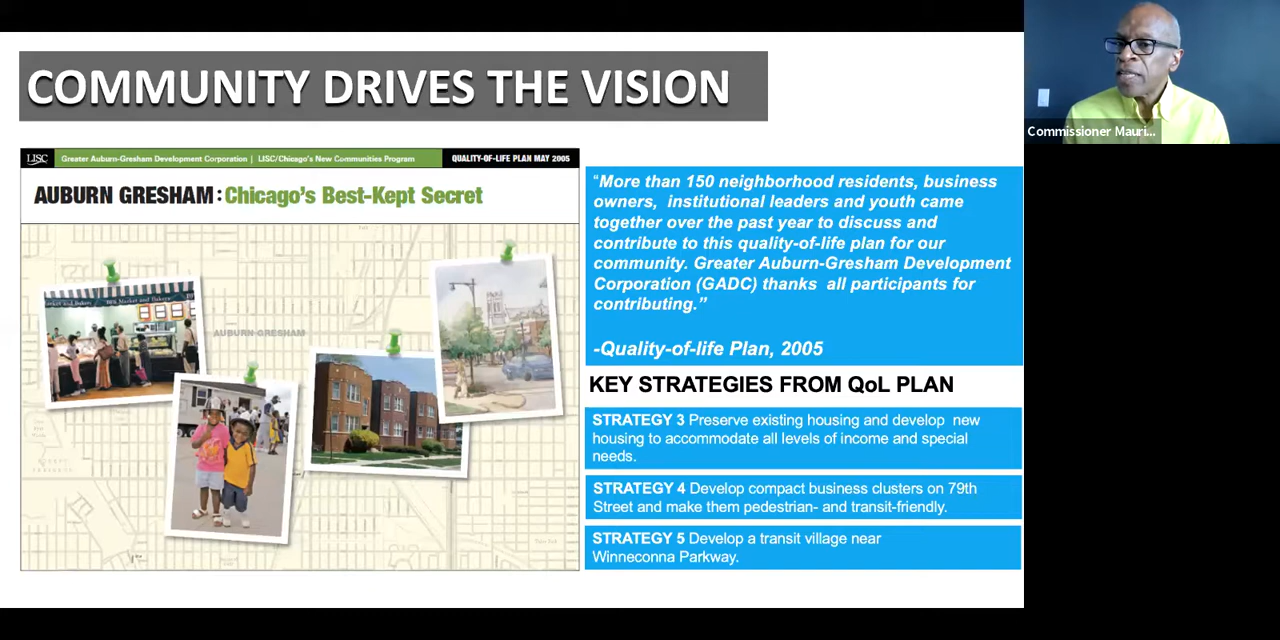 COMMUNITY DRIVES THE VISION
Commissioner Mauri...
LISC Greater Auburn-Gresham Development Corporation | LISC/Chicago's New Communities Program QUALITY-OF-LIFE PLAN MAY 2005
AUBURN GRESHAM: Chicago's Best-Kept Secret
AUBURN GRESHAM
“More than 150 neighborhood residents, business
owners, institutional leaders and youth came
together over the past year to discuss and
contribute to this quality-of-life plan for our
community. Greater Auburn-Gresham Development
Corporation (GADC) thanks all participants for
contributing.”
-Quality-of-life Plan, 2005
KEY STRATEGIES FROM QoL PLAN
STRATEGY 3 Preserve existing housing and develop new
housing to accommodate all levels of income and special
needs.
STRATEGY 4 Develop compact business clusters on 79th
Street and make them pedestrian- and transit-friendly.
STRATEGY 5 Develop a transit village near
Winneconna Parkway.